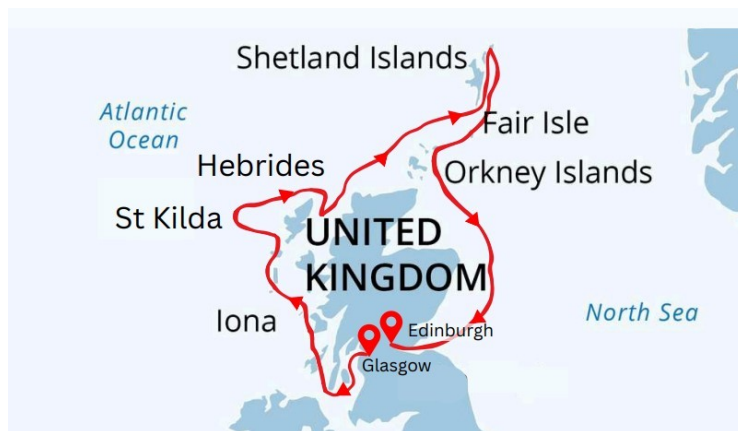 Shetland Islands
Atlantic
Ocean
Fair Isle
Hebrides
Orkney Islands
St Kilda
UNITED
KINGDOM
Iona
North Sea
Edinburgh
Glasgow